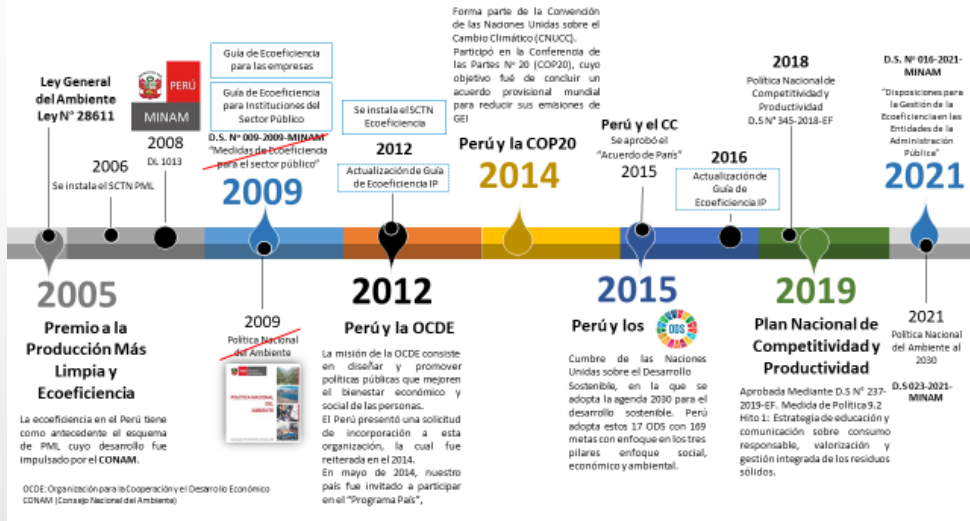 Ley General
del Ambiente
Ley N° 28611
2006
Se instala el SCTN PML
PERÚ
MINAM
2008
DL 1013
Guía de Ecoeficiencia
para las empresas
Guía de Ecoeficiencia
para Instituciones del
Sector Público
D.S. N° 009-2009-MINAM
"Medidas de Ecoeficienda
para el sector público"
2009
Se instala el SCTN
Ecoeficiencia
2012
Actualización de Guía
de Ecoeficiencia IP
Forma parte de la Convención
de las Naciones Unidas sobre el
Cambio Climático (CNUCC).
Participó en la Conferencia de
las Partes N° 20 (COP20), cuyo
objetivo fué de concluir un
acuerdo provisional mundial
para reducir sus emisiones de
GEI
Perú y la COP20
2014
Perú y el CC
Se aprobó el
"Acuerdo de París"
2015
2016
Actualización de
Guía de
Ecoeficiencia IP
2018
Política Nacional de
Competitividad y
Productividad
D.S N° 345-2018-EF
D.S. N° 016-2021-
MINAM
"Disposiciones para
la Gestión de la
Ecoeficiencia en las
Entidades de la
Administración
Pública"
2021
2005
Premio a la
Producción Más
Limpia y
Ecoeficiencia
La ecoeficiencia en el Perú tiene
como antecedente el esquema
de PML cuyo desarrollo fue
impulsado por el CONAM.
2009
Política Nacional
del Ambiente
POLÍTICA NACIONAL
DEL
AMBIENTE
2012
Perú y la OCDE
La misión de la OCDE consiste
en diseñar y promover
políticas públicas que mejoren
el bienestar económico y
social de las personas.
El Perú presentó una solicitud
de incorporación a esta
organización, la cual fue
reiterada en el 2014.
En mayo de 2014, nuestro
país fue invitado a participar
en el "Programa País",
2015
Perú y los
ODS
Cumbre de las Naciones
Unidas sobre el Desarrollo
Sostenible, en la que se
adopta la agenda 2030 para el
desarrollo sostenible. Perú
adopta estos 17 ODS con 169
metas con enfoque en los tres
pilares enfoque social,
económico y ambiental.
2019
Plan Nacional de
Competitividad y
Productividad
Aprobada Mediante D.S N° 237-
2019-EF. Medida de Política 9.2
Hito 1: Estrategia de educación y
comunicación sobre consumo
responsable, valorización y
gestión integrada de los residuos
sólidos.
2021
Política Nacional
del Ambiente al
2030
D.S 023-2021-
MINAM
OCDE: Organización para la Cooperación y el Desarrollo Económico
CONAM (Consejo Nacional del Ambiente)